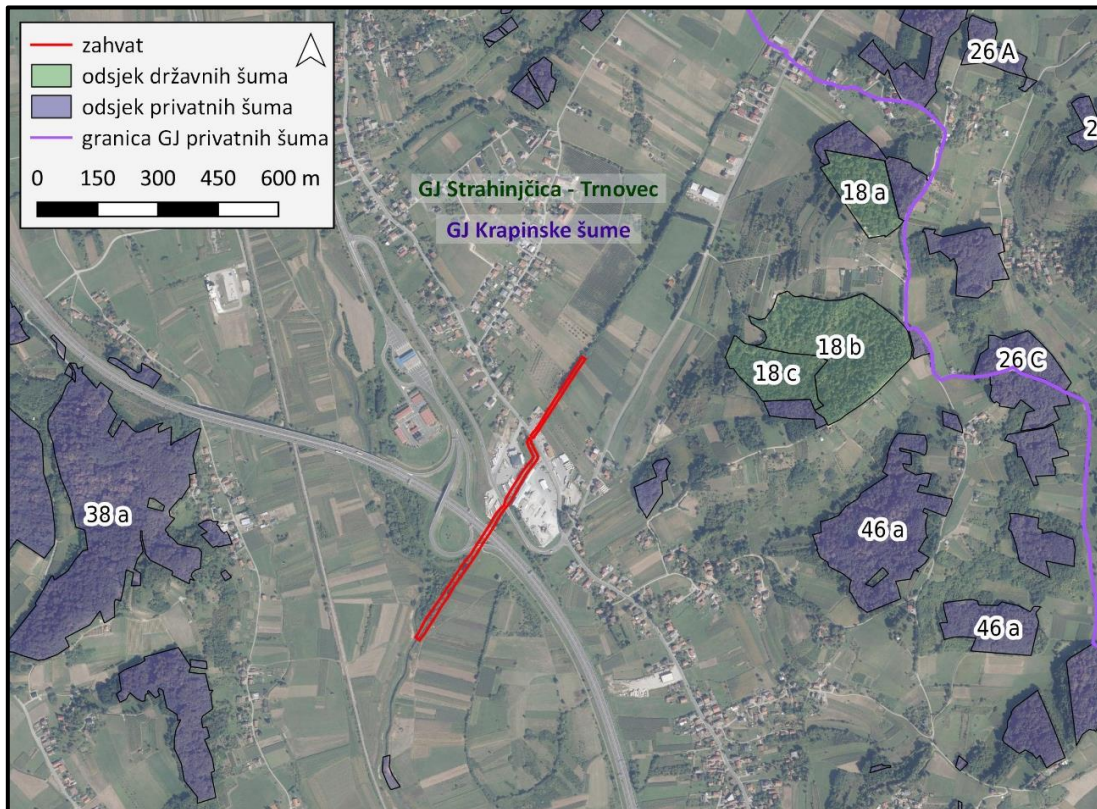 zahvat
odsjek državnih šuma
odsjek privatnih šuma
granica GJ privatnih šuma
0 150 300 450 600 m
GJ Strahinjčica - Trnovec
GJ Krapinske šume
26 A
2
18 a
18 b
18 c
26 C
38 a
46 a
46 a